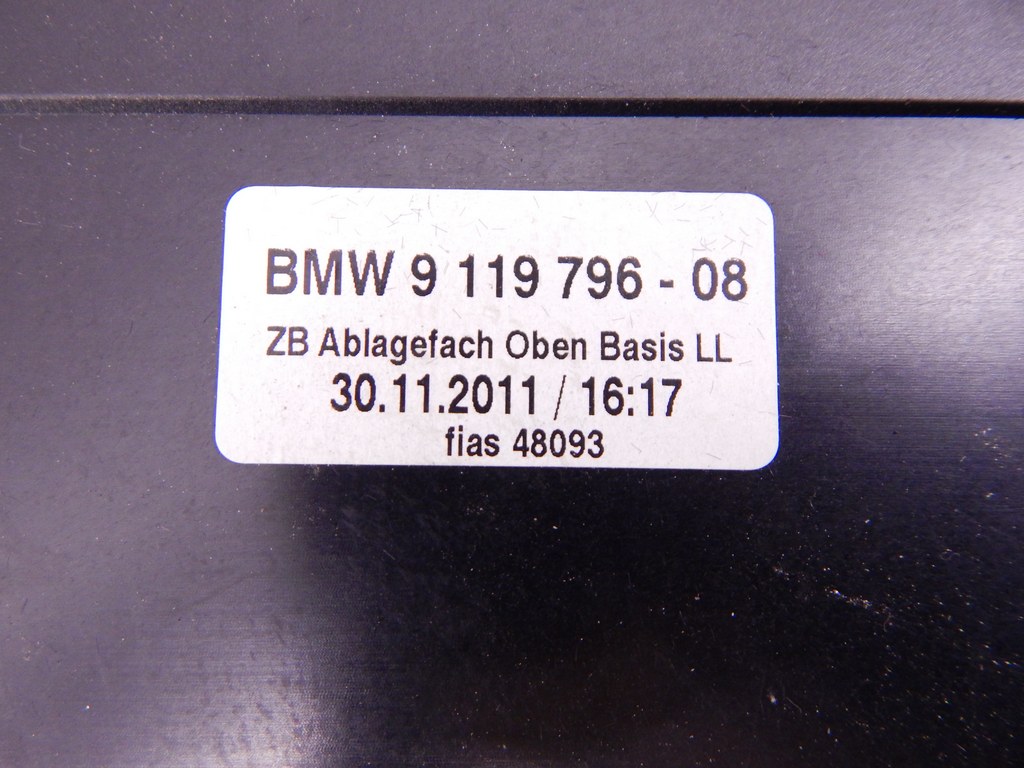 BMW 9 119 796 - 08
ZB Ablagefach Oben Basis LL
30.11.2011 / 16:17
fias 48093